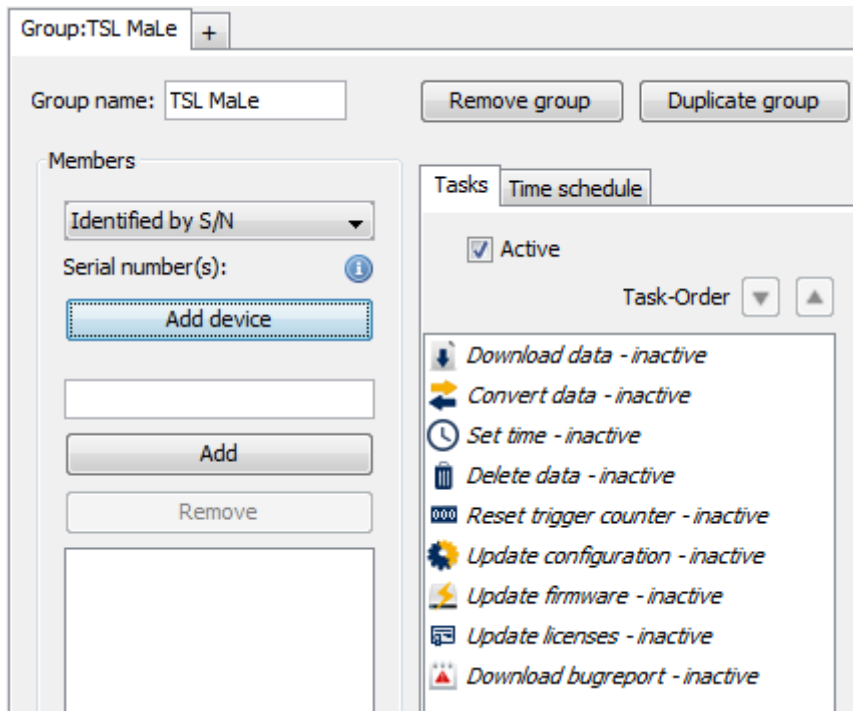 Group:TSL MaLe +
Group name: TSL MaLe Remove group Duplicate group
Members
Identified by S/N
Serial number(s):
Add device
Add
Remove
Tasks Time schedule
Active
Task-Order
Download data - inactive
Convert data - inactive
Set time - inactive
Delete data - inactive
000 Reset trigger counter - inactive
Update configuration - inactive
Update firmware - inactive
Update licenses - inactive
Download bugreport - inactive